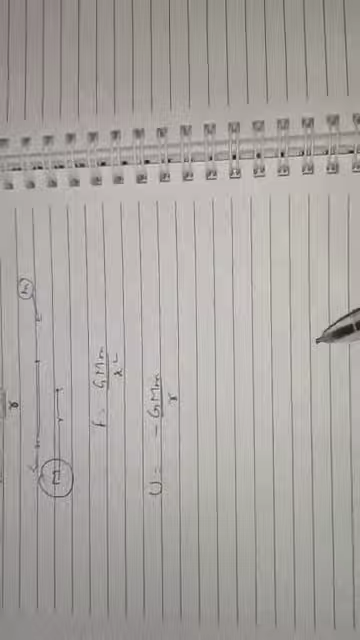 m
r
M
F = GMm / r²
U = - GMm / r